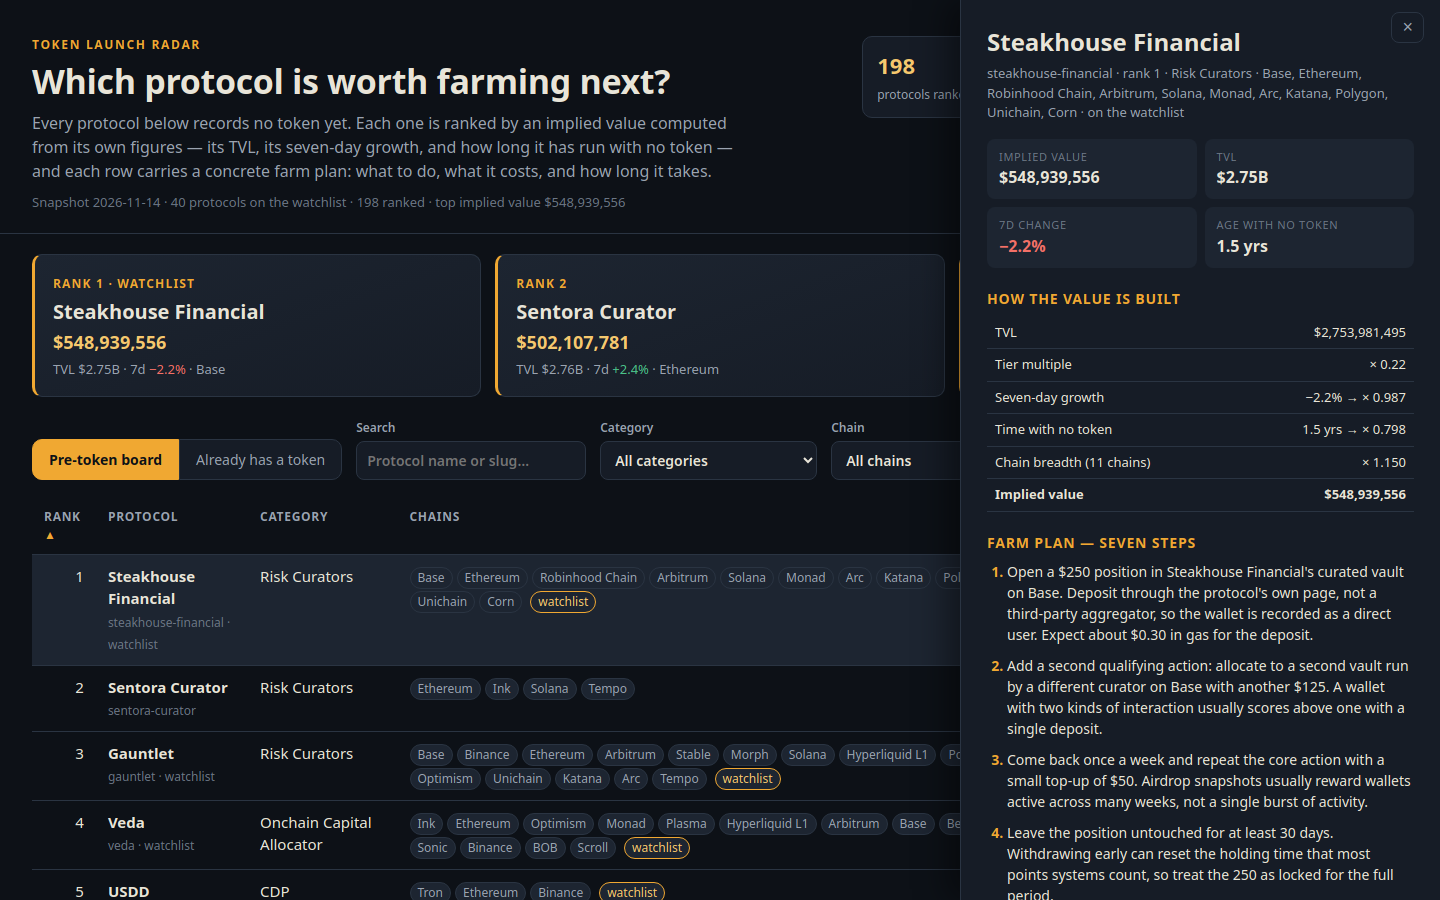 TOKEN LAUNCH RADAR
Which protocol is worth farming next?
Every protocol below records no token yet. Each one is ranked by an implied value computed
from its own figures — its TVL, its seven-day growth, and how long it has run with no token —
and each row carries a concrete farm plan: what to do, what it costs, and how long it takes.
Snapshot 2026-11-14 · 40 protocols on the watchlist · 198 ranked · top implied value $548,939,556
198
protocols ranke
RANK 1 · WATCHLIST
Steakhouse Financial
$548,939,556
TVL $2.75B · 7d −2.2% · Base
RANK 2
Sentora Curator
$502,107,781
TVL $2.76B · 7d +2.4% · Ethereum
Pre-token board
Already has a token
Search
Protocol name or slug...
Category
All categories
Chain
All chains
RANK ▲ PROTOCOL CATEGORY CHAINS
1 Steakhouse Financial Risk Curators Base Ethereum Robinhood Chain Arbitrum Solana Monad Arc Katana Pol
steakhouse-financial · watchlist Unichain Corn watchlist
2 Sentora Curator Risk Curators Ethereum Ink Solana Tempo
sentora-curator
3 Gauntlet Risk Curators Base Binance Ethereum Arbitrum Stable Morph Solana Hyperliquid L1 Po
gauntlet · watchlist Optimism Unichain Katana Arc Tempo watchlist
4 Veda Onchain Capital Allocator Ink Ethereum Optimism Monad Plasma Hyperliquid L1 Arbitrum Base Be
veda · watchlist Sonic Binance BOB Scroll watchlist
5 USDD CDP Tron Ethereum Binance watchlist
×
Steakhouse Financial
steakhouse-financial · rank 1 · Risk Curators · Base, Ethereum,
Robinhood Chain, Arbitrum, Solana, Monad, Arc, Katana, Polygon,
Unichain, Corn · on the watchlist
IMPLIED VALUE
$548,939,556
TVL
$2.75B
7D CHANGE
−2.2%
AGE WITH NO TOKEN
1.5 yrs
HOW THE VALUE IS BUILT
TVL $2,753,981,495
Tier multiple × 0.22
Seven-day growth −2.2% → × 0.987
Time with no token 1.5 yrs → × 0.798
Chain breadth (11 chains) × 1.150
Implied value $548,939,556
FARM PLAN — SEVEN STEPS
1. Open a $250 position in Steakhouse Financial's curated vault
on Base. Deposit through the protocol's own page, not a
third-party aggregator, so the wallet is recorded as a direct
user. Expect about $0.30 in gas for the deposit.
2. Add a second qualifying action: allocate to a second vault run
by a different curator on Base with another $125. A wallet
with two kinds of interaction usually scores above one with a
single deposit.
3. Come back once a week and repeat the core action with a
small top-up of $50. Airdrop snapshots usually reward wallets
active across many weeks, not a single burst of activity.
4. Leave the position untouched for at least 30 days.
Withdrawing early can reset the holding time that most
points systems count, so treat the 250 as locked for the full
period.